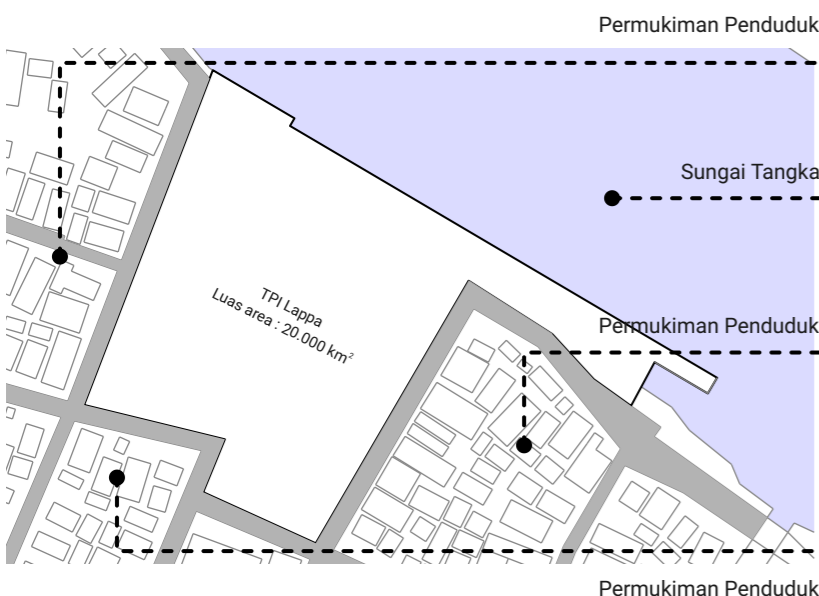 Permukiman Penduduk
Sungai Tangka
TPI Lappa
Luas area : 20.000 km²
Permukiman Penduduk
Permukiman Penduduk